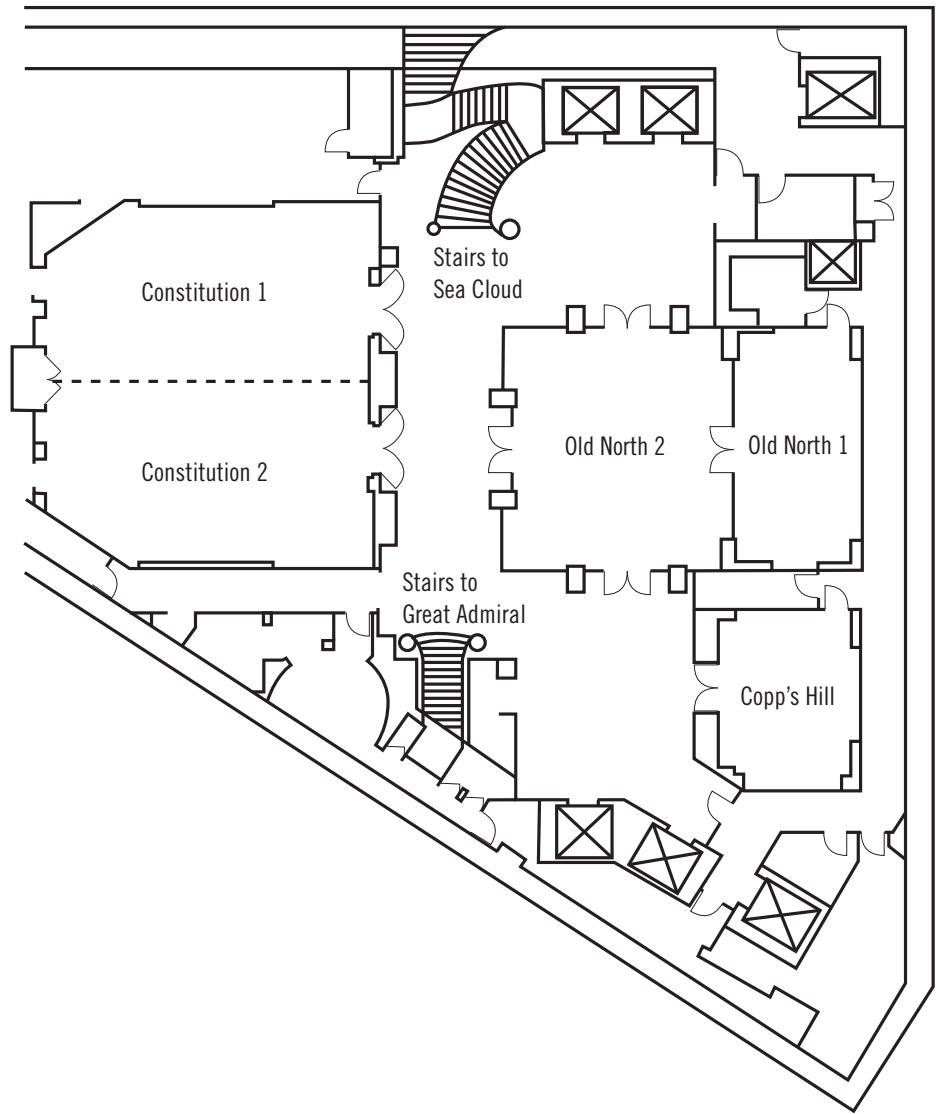 Stairs to
Sea Cloud
Constitution 1
Old North 2
Old North 1
Constitution 2
Stairs to
Great Admiral
Copp's Hill